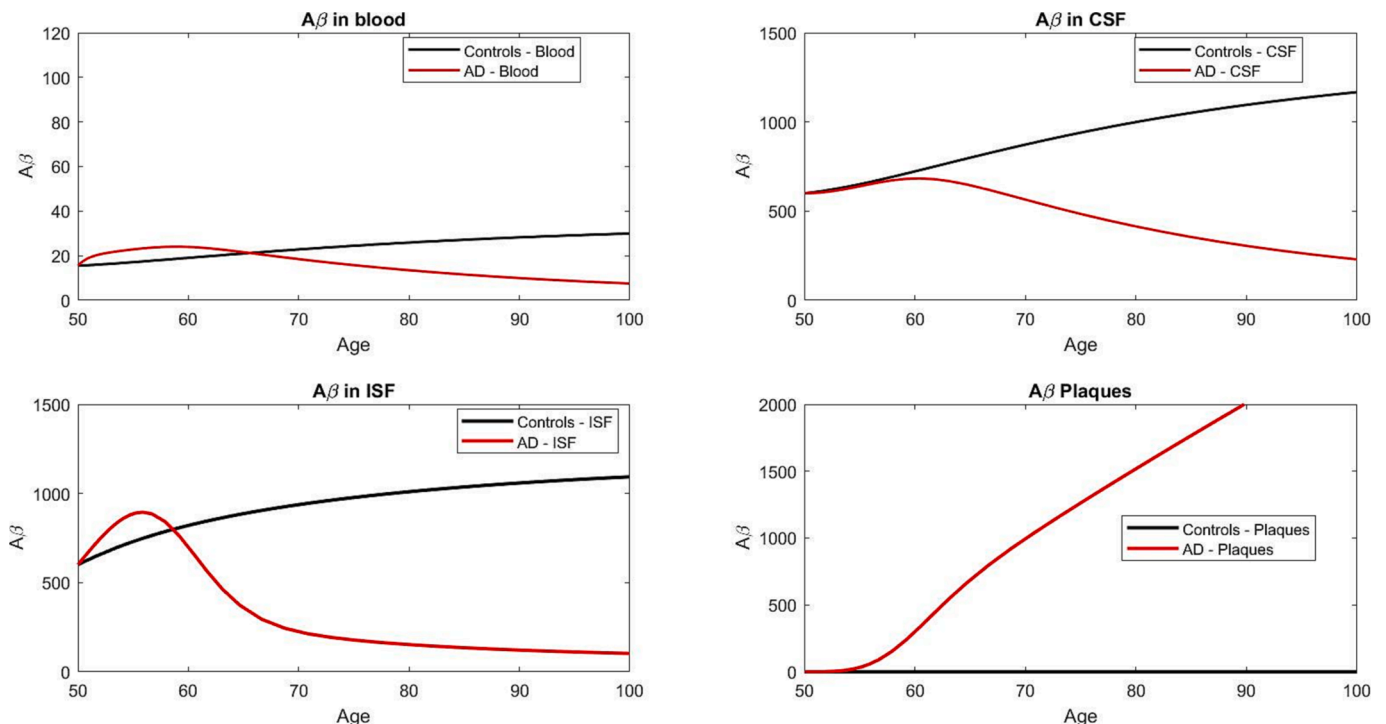 Aβ in blood
120
100
80
60
40
20
0
Aβ
Controls - Blood
AD - Blood
50 60 70 80 90 100
Age
Aβ in CSF
1500
1000
500
0
Aβ
Controls - CSF
AD - CSF
50 60 70 80 90 100
Age
Aβ in ISF
1500
1000
500
0
Aβ
Controls - ISF
AD - ISF
50 60 70 80 90 100
Age
Aβ Plaques
2000
1500
1000
500
0
Aβ
Controls - Plaques
AD - Plaques
50 60 70 80 90 100
Age